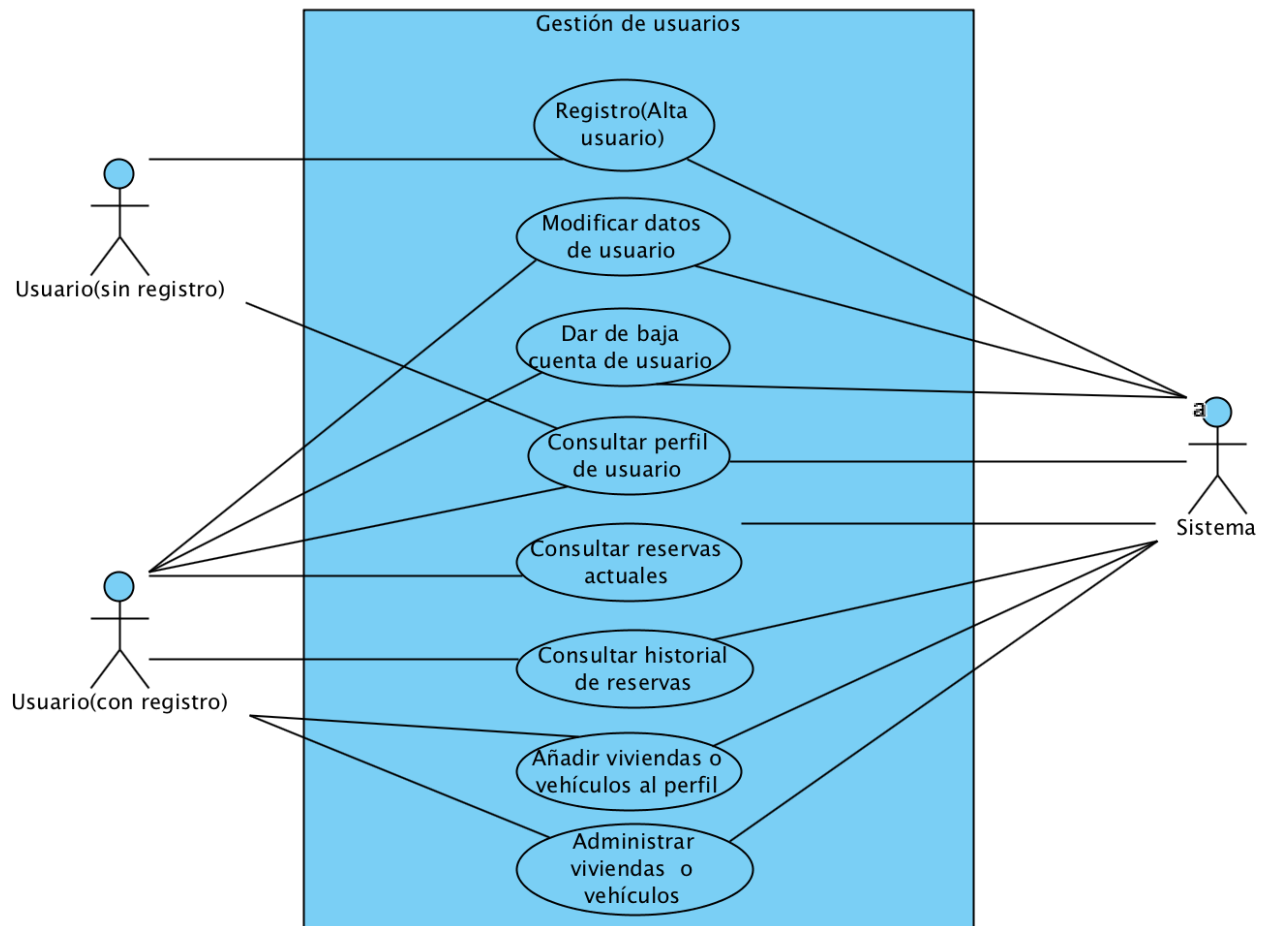 Gestión de usuarios
Registro(Alta
usuario)
Modificar datos
de usuario
Usuario(sin registro)
Dar de baja
cuenta de usuario
a
Consultar perfil
de usuario
Sistema
Consultar reservas
actuales
Consultar historial
de reservas
Usuario(con registro)
Añadir viviendas o
vehículos al perfil
Administrar
viviendas o
vehículos